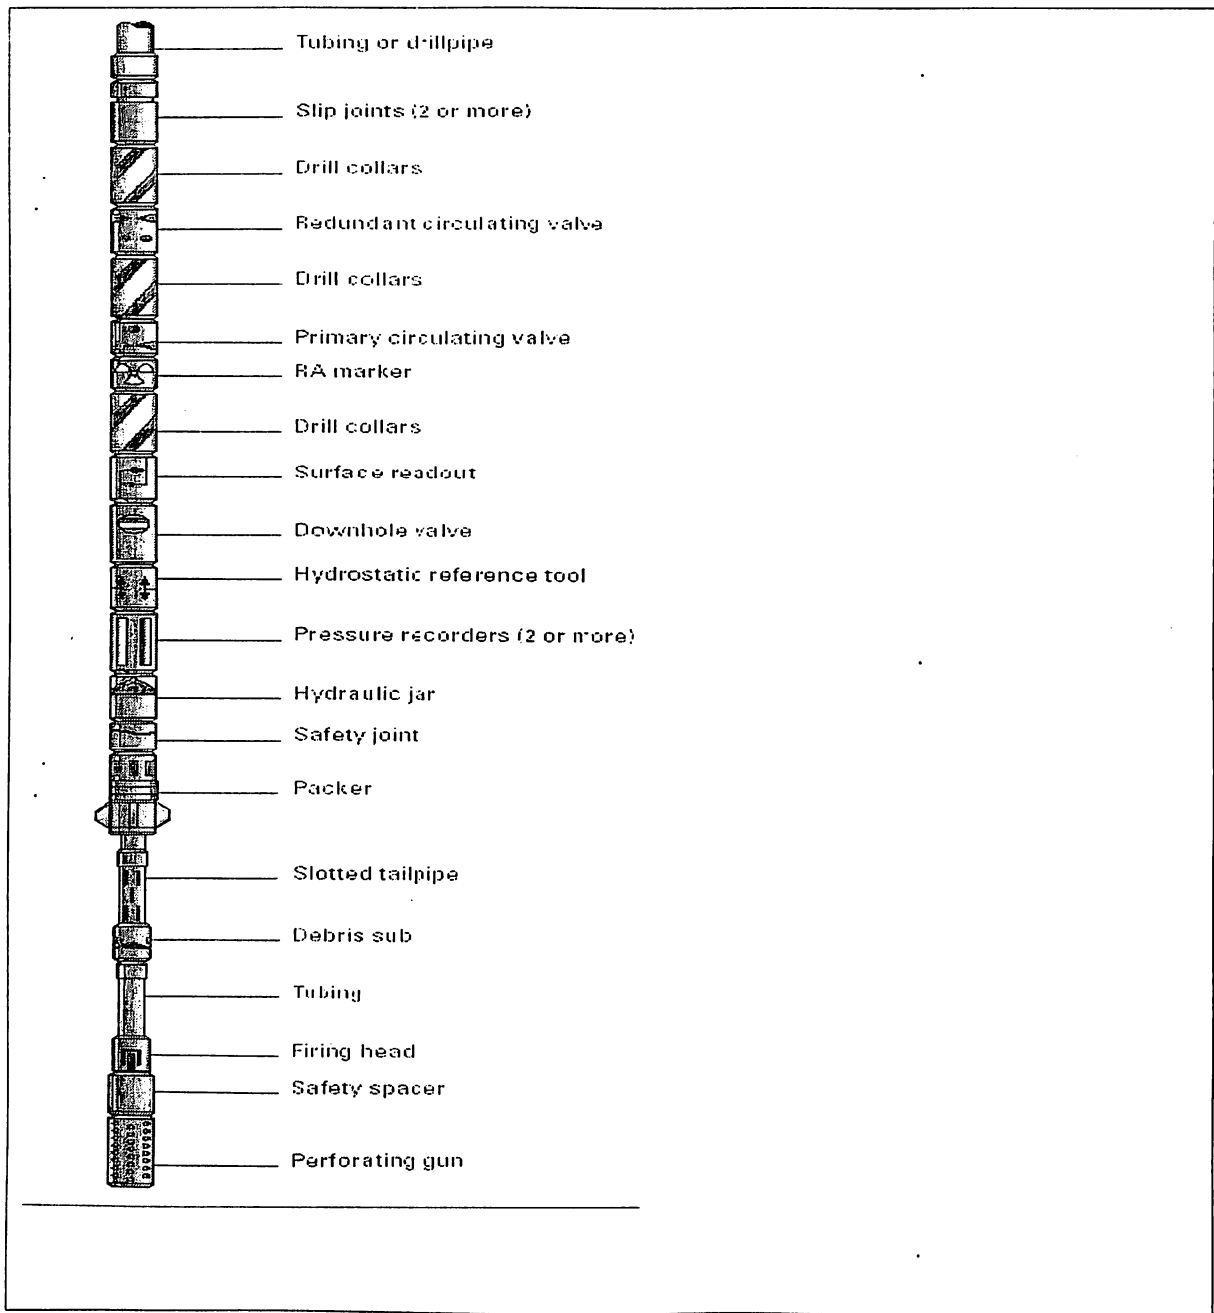 Tubing or drillpipe
Slip joints (2 or more)
Drill collars
Redundant circulating valve
Drill collars
Primary circulating valve
RA marker
Drill collars
Surface readout
Downhole valve
Hydrostatic reference tool
Pressure recorders (2 or more)
Hydraulic jar
Safety joint
Packer
Slotted tailpipe
Debris sub
Tubing
Firing head
Safety spacer
Perforating gun